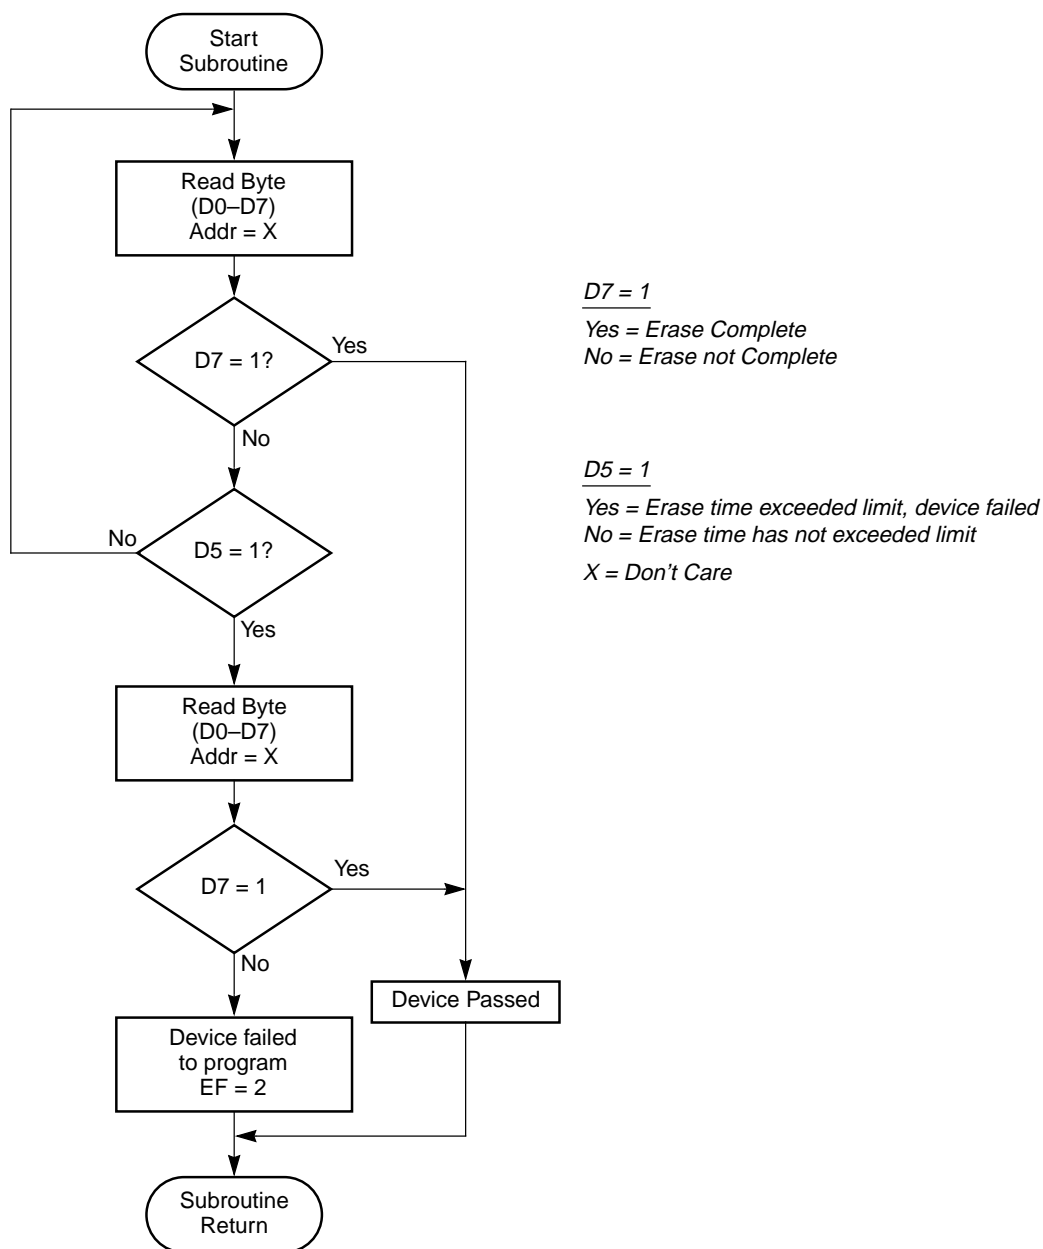 Start
Subroutine
Read Byte
(D0–D7)
Addr = X
D7 = 1?
Yes
No
D7 = 1
Yes = Erase Complete
No = Erase not Complete
D5 = 1?
No
Yes
D5 = 1
Yes = Erase time exceeded limit, device failed
No = Erase time has not exceeded limit
X = Don't Care
Read Byte
(D0–D7)
Addr = X
D7 = 1
Yes
No
Device Passed
Device failed
to program
EF = 2
Subroutine
Return